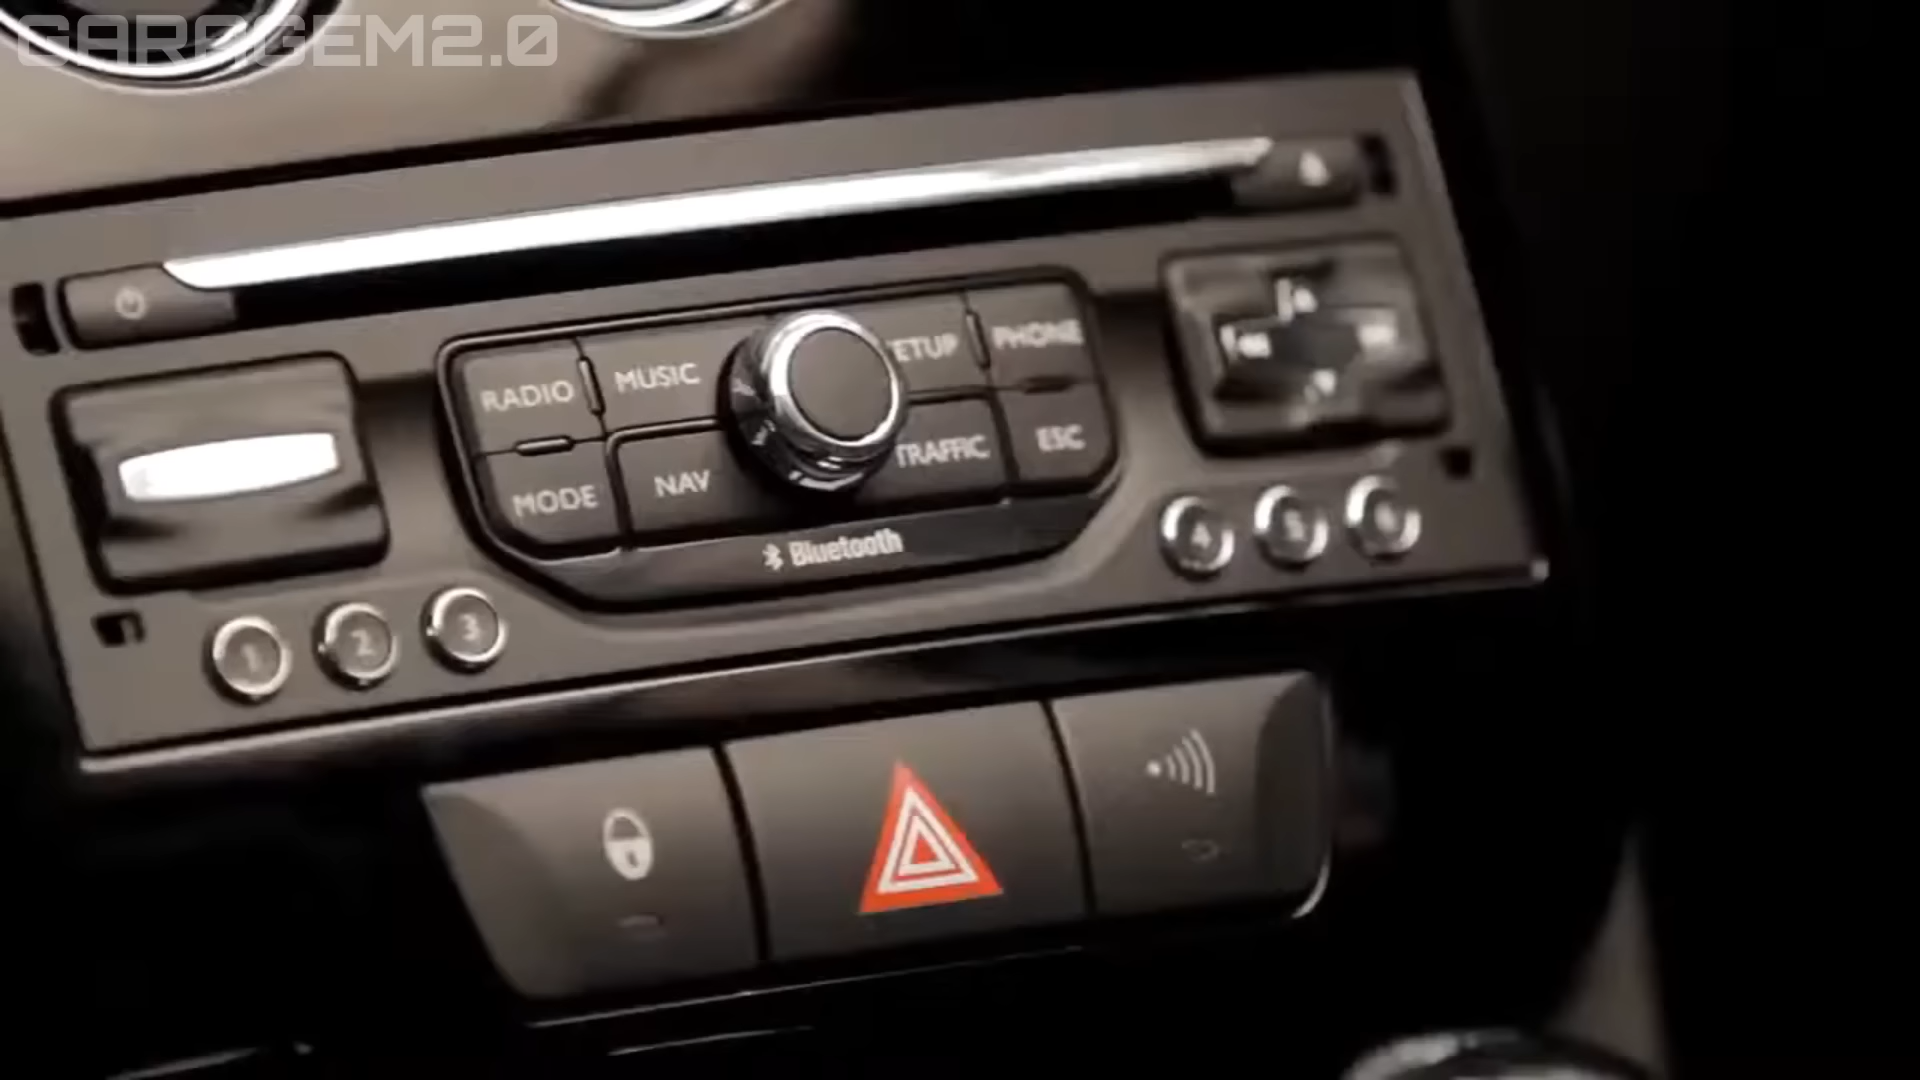 GARAGEM2.0
RADIO MUSIC SETUP PHONE
MODE NAV TRAFFIC ESC
Bluetooth
1 2 3 4 5 6